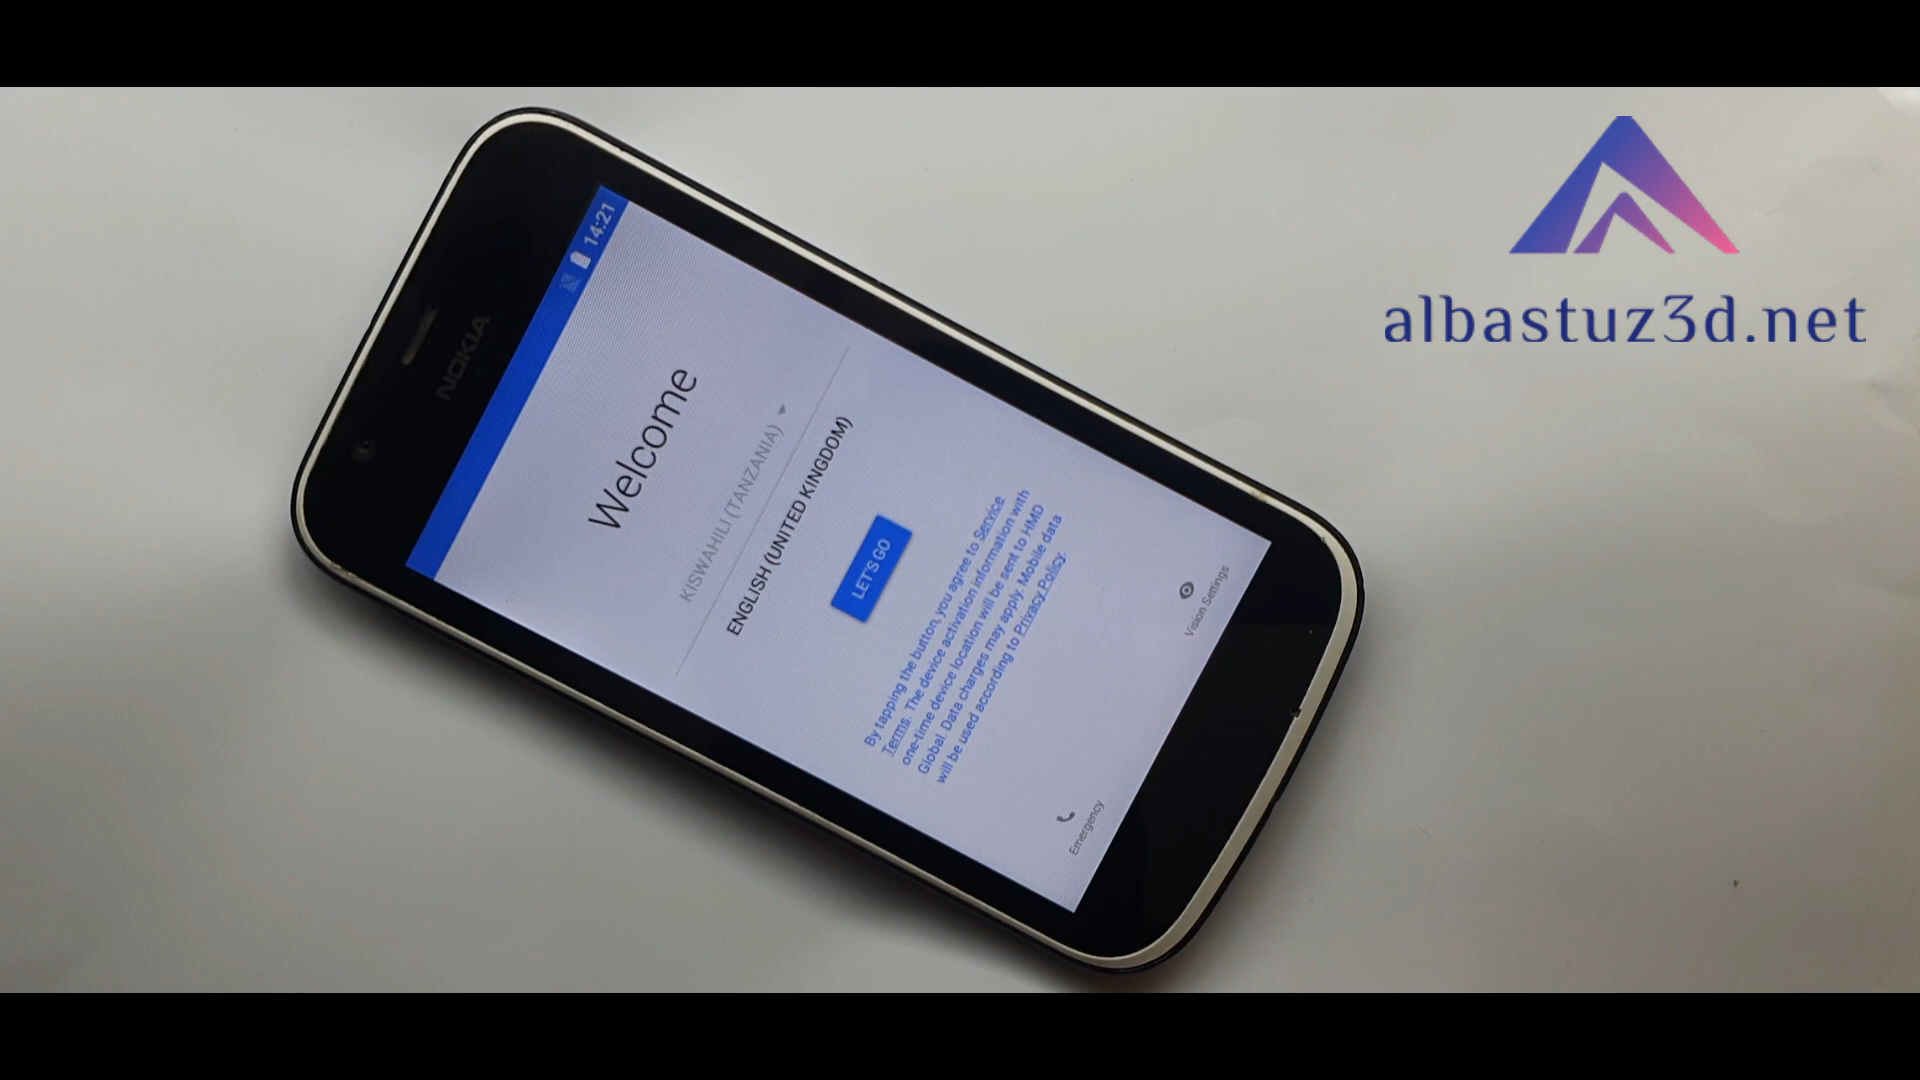 albastuz3d.net
NOKIA
14:21
Welcome
KISWAHILI (TANZANIA)
ENGLISH (UNITED KINGDOM)
LET'S GO
By tapping the button, you agree to Service
Terms. The device activation information with
one-time device location will be sent to HMD
Global. Data charges may apply. Mobile data
will be used according to Privacy Policy.
Emergency
Vision Settings